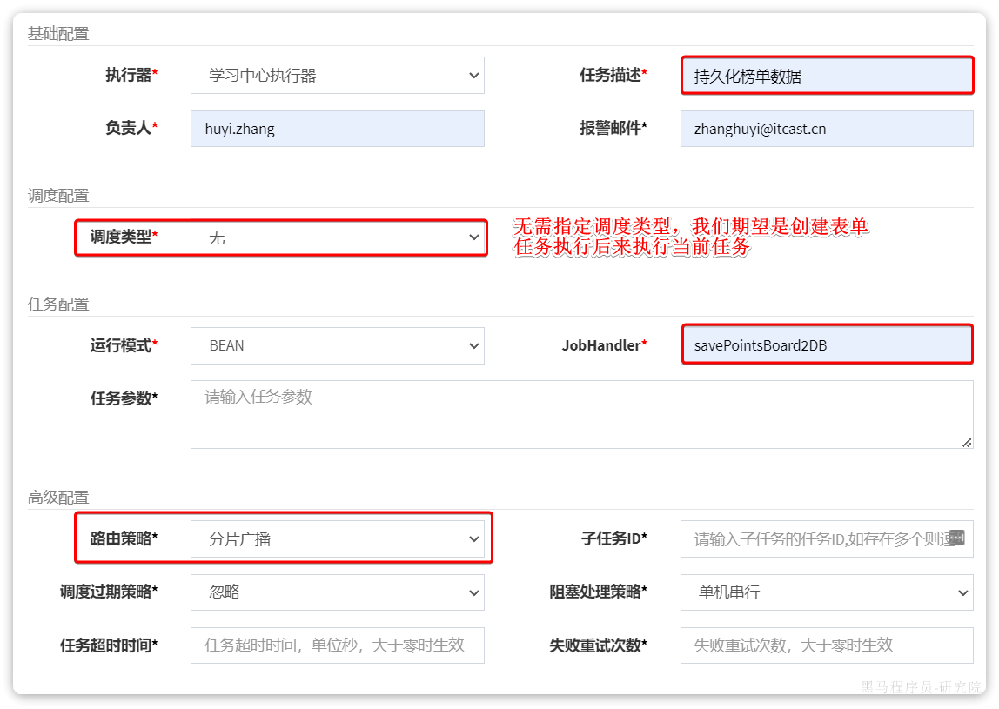 基础配置
执行器* 学习中心执行器 任务描述* 持久化榜单数据
负责人* huyi.zhang 报警邮件* zhanghuyi@itcast.cn
调度配置
调度类型* 无
无需指定调度类型，我们期望是创建表单
任务执行后来执行当前任务
任务配置
运行模式* BEAN JobHandler* savePointsBoard2DB
任务参数* 请输入任务参数
高级配置
路由策略* 分片广播 子任务ID* 请输入子任务的任务ID,如存在多个则逗
调度过期策略* 忽略 阻塞处理策略* 单机串行
任务超时时间* 任务超时时间，单位秒，大于零时生效 失败重试次数* 失败重试次数，大于零时生效
黑马程序员-研究院